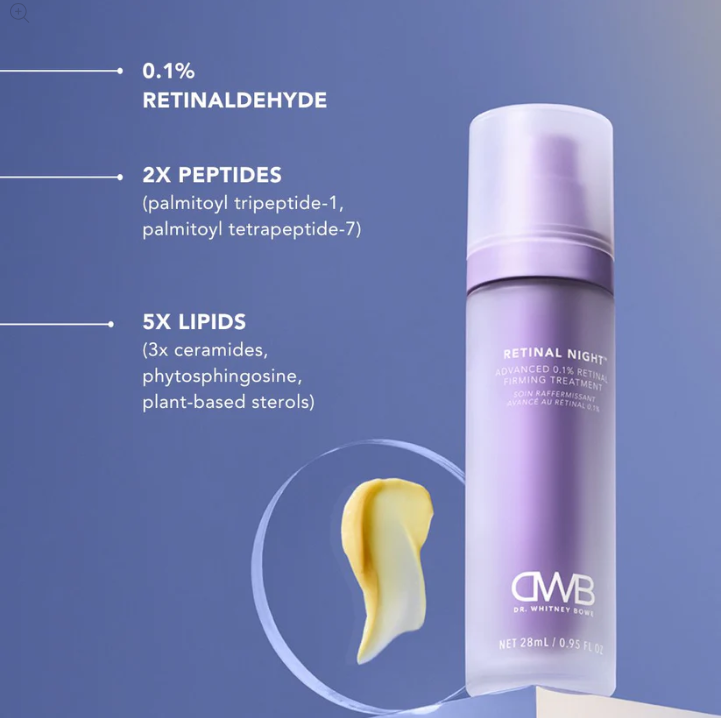 0.1%
RETINALDEHYDE
2X PEPTIDES
(palmitoyl tripeptide-1,
palmitoyl tetrapeptide-7)
5X LIPIDS
(3x ceramides,
phytosphingosine,
plant-based sterols)
RETINAL NIGHT™
ADVANCED 0.1% RETINAL
FIRMING TREATMENT
SOIN RAFFERMISSANT
AVANCÉ AU RÉTINAL 0,1%
DWB
DR. WHITNEY BOWE
NET 28mL / 0.95 FL OZ